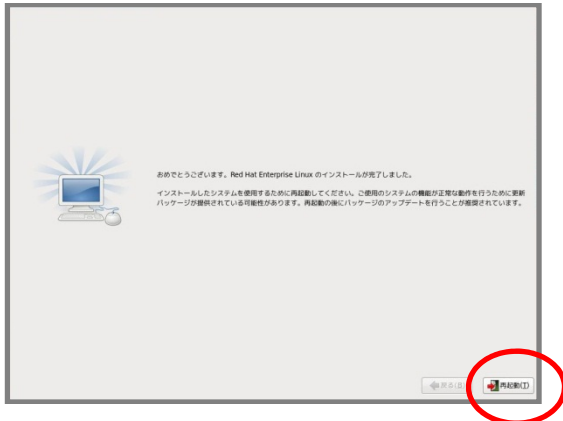 おめでとうございます。Red Hat Enterprise Linux のインストールが完了しました。
インストールしたシステムを使用するために再起動してください。ご使用のシステムの機能が正常な動作を行うために更新
パッケージが提供されている可能性があります。再起動の後にパッケージのアップデートを行うことが推奨されています。
戻る(B) 再起動(T)